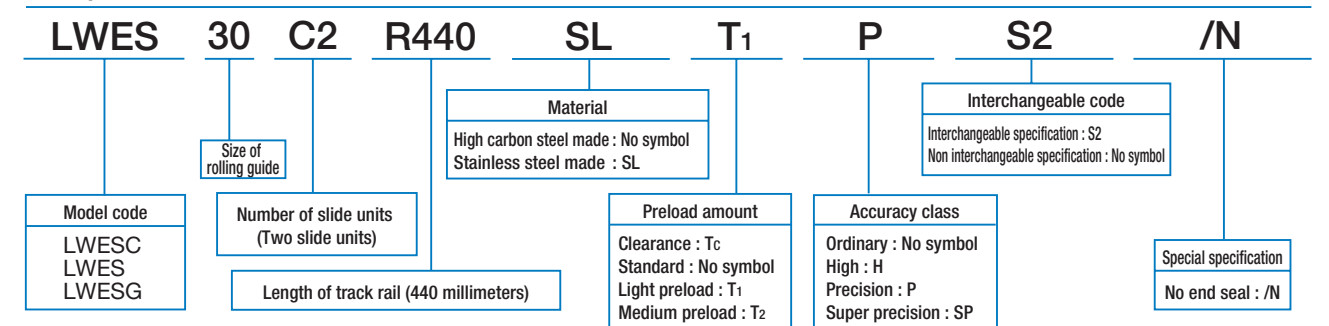 LWES 30 C2 R440 SL T1 P S2 /N
Material
High carbon steel made : No symbol
Stainless steel made : SL
Interchangeable code
Interchangeable specification : S2
Non interchangeable specification : No symbol
Size of
rolling guide
Model code
LWESC
LWES
LWESG
Number of slide units
(Two slide units)
Length of track rail (440 millimeters)
Preload amount
Clearance : Tc
Standard : No symbol
Light preload : T1
Medium preload : T2
Accuracy class
Ordinary : No symbol
High : H
Precision : P
Super precision : SP
Special specification
No end seal : /N